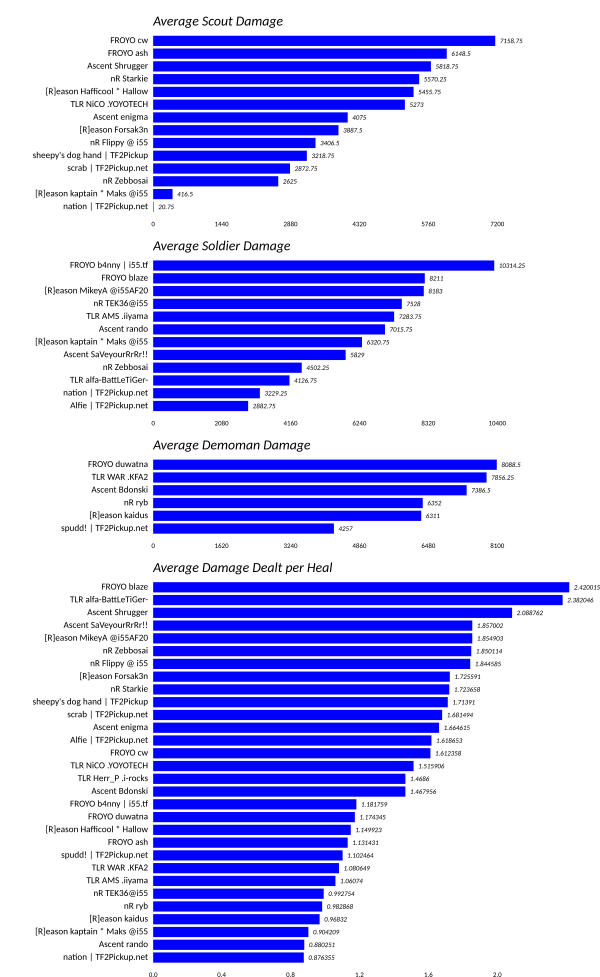 Average Scout Damage
FROYO cw 7158.75
FROYO ash 6148.5
Ascent Shrugger 5818.75
nR Starkie 5570.25
[R]eason Hafficool * Hallow 5455.75
TLR NiCO .YOYOTECH 5273
Ascent enigma 4075
[R]eason Forsak3n 3887.5
nR Flippy @ i55 3406.5
sheepy's dog hand | TF2Pickup 3218.75
scrab | TF2Pickup.net 2872.75
nR Zebbosai 2625
[R]eason kaptain * Maks @i55 416.5
nation | TF2Pickup.net 20.75
0 1440 2880 4320 5760 7200
Average Soldier Damage
FROYO b4nny | i55.tf 10314.25
FROYO blaze 8211
[R]eason MikeyA @i55AF20 8183
nR TEK36@i55 7528
TLR AMS .iiyama 7283.75
Ascent rando 7015.75
[R]eason kaptain * Maks @i55 6320.75
Ascent SaVeyourRrRr!! 5829
nR Zebbosai 4502.25
TLR alfa-BattLeTiGer- 4126.75
nation | TF2Pickup.net 3229.25
Alfie | TF2Pickup.net 2882.75
0 2080 4160 6240 8320 10400
Average Demoman Damage
FROYO duwatna 8088.5
TLR WAR .KFA2 7856.25
Ascent Bdonski 7386.5
nR ryb 6352
[R]eason kaidus 6311
spudd! | TF2Pickup.net 4257
0 1620 3240 4860 6480 8100
Average Damage Dealt per Heal
FROYO blaze 2.420015
TLR alfa-BattLeTiGer- 2.382046
Ascent Shrugger 2.088762
Ascent SaVeyourRrRr!! 1.857002
[R]eason MikeyA @i55AF20 1.854903
nR Zebbosai 1.850114
nR Flippy @ i55 1.844585
[R]eason Forsak3n 1.725591
nR Starkie 1.723658
sheepy's dog hand | TF2Pickup 1.71391
scrab | TF2Pickup.net 1.681494
Ascent enigma 1.664615
Alfie | TF2Pickup.net 1.618653
FROYO cw 1.612358
TLR NiCO .YOYOTECH 1.515906
TLR Herr_P .i-rocks 1.4686
Ascent Bdonski 1.467956
FROYO b4nny | i55.tf 1.181759
FROYO duwatna 1.174345
[R]eason Hafficool * Hallow 1.149923
FROYO ash 1.131431
spudd! | TF2Pickup.net 1.102464
TLR WAR .KFA2 1.080649
TLR AMS .iiyama 1.06074
nR TEK36@i55 0.992754
nR ryb 0.982868
[R]eason kaidus 0.96832
[R]eason kaptain * Maks @i55 0.904209
Ascent rando 0.880251
nation | TF2Pickup.net 0.876355
0.0 0.4 0.8 1.2 1.6 2.0